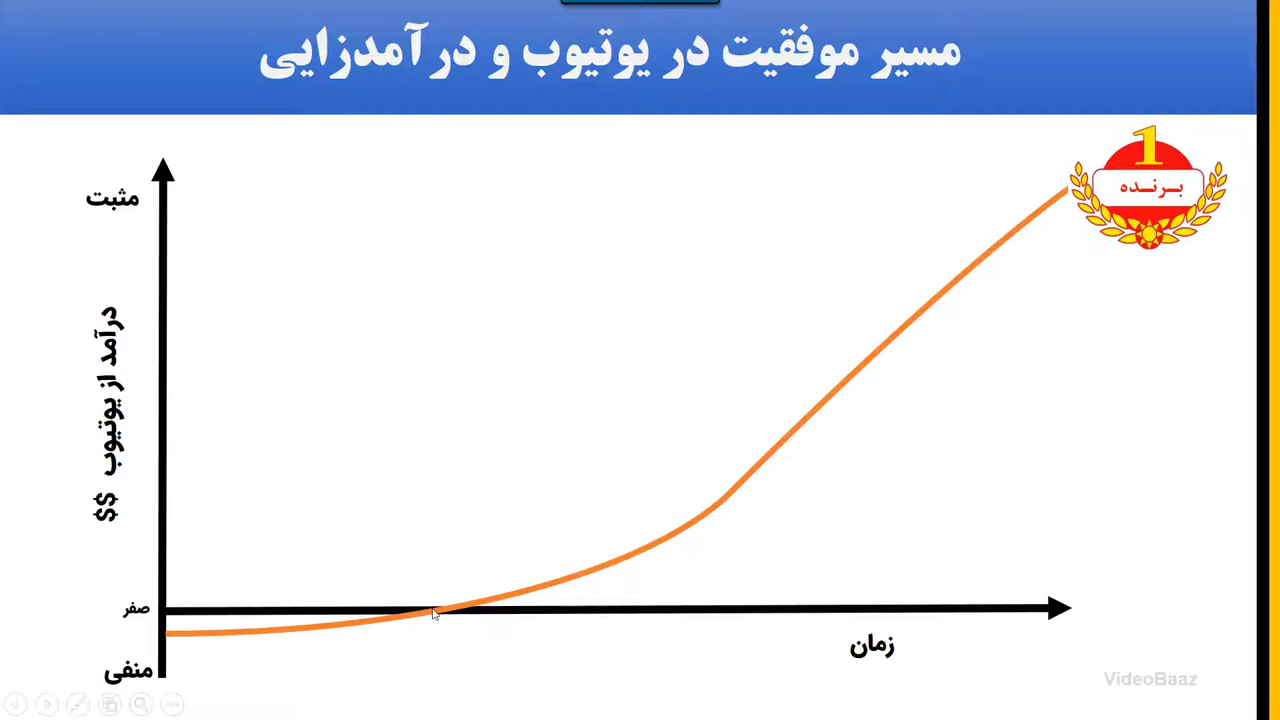 مسیر موفقیت در یوتیوب و درآمدزایی
1
برنده
مثبت
درآمد از یوتیوب $$
صفر
زمان
منفی
VideoBaaz